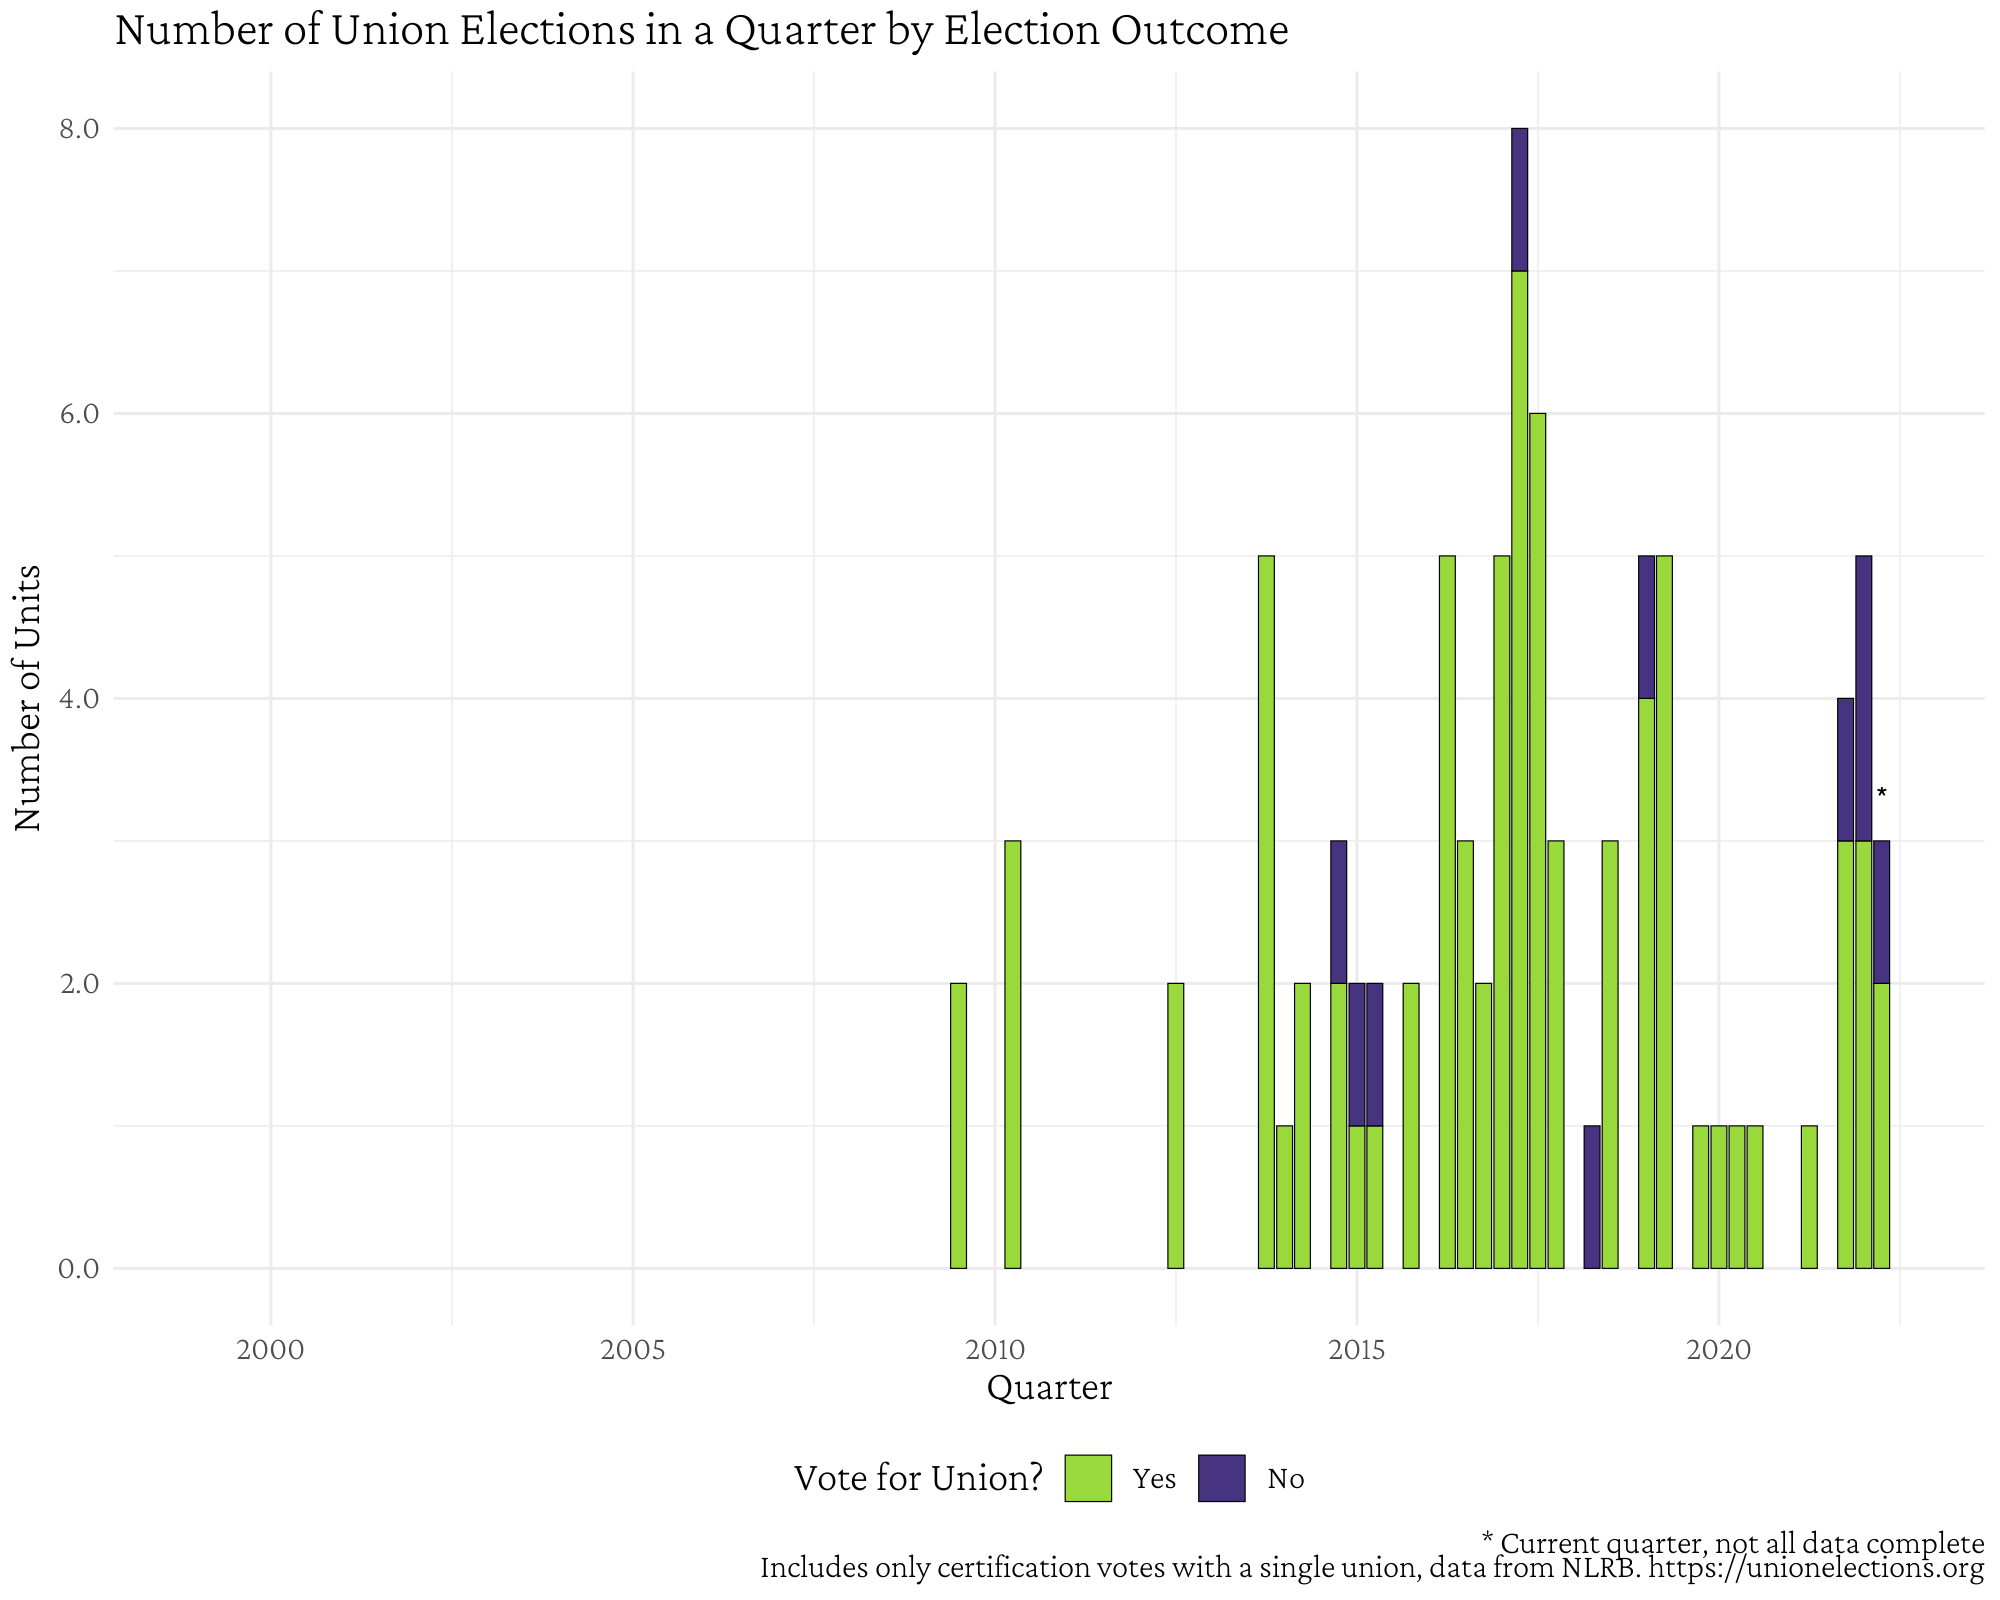 Number of Union Elections in a Quarter by Election Outcome
8.0
6.0
4.0
2.0
0.0
Number of Units
*
2000 2005 2010 2015 2020
Quarter
Vote for Union? Yes No
* Current quarter, not all data complete
Includes only certification votes with a single union, data from NLRB. https://unionelections.org